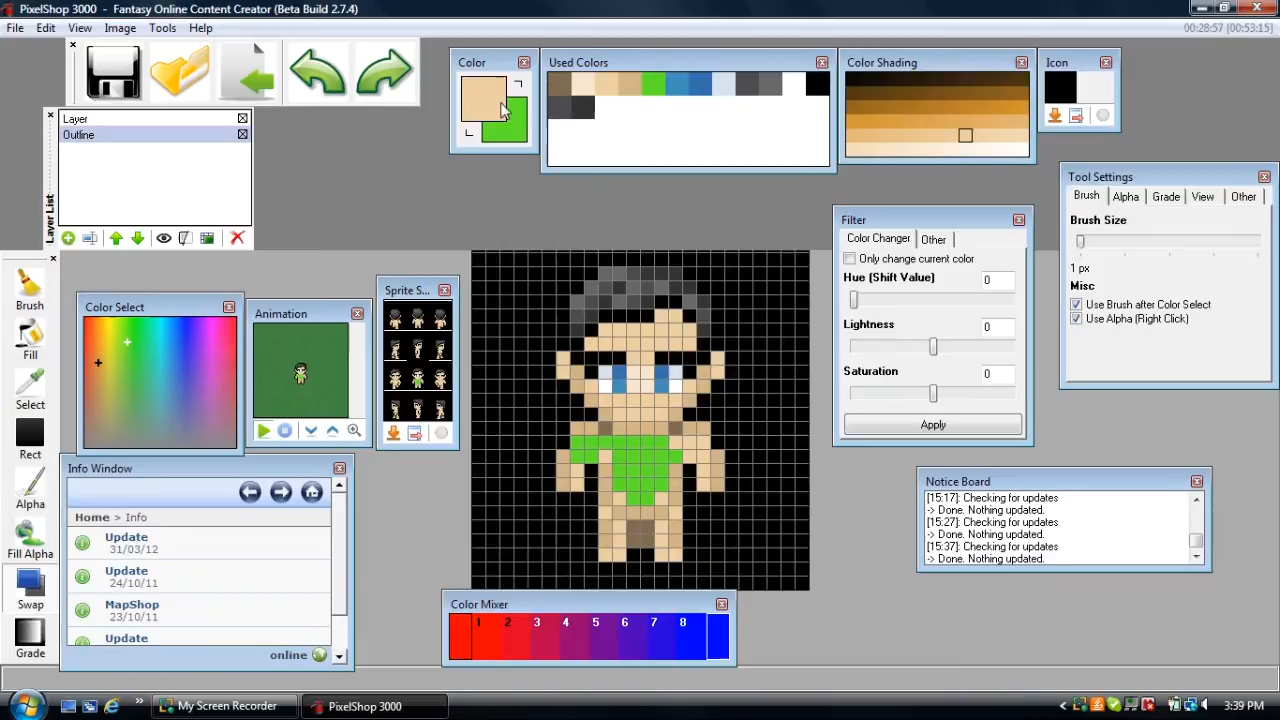 PixelShop 3000 - Fantasy Online Content Creator (Beta Build 2.7.4)
File Edit View Image Tools Help
00:28:57 (00:53:15)
Color
Used Colors
Color Shading
Icon
Layer
Outline
Layer List
Tool Settings
Brush Alpha Grade View Other
Brush Size
1 px
Misc
Use Brush after Color Select
Use Alpha (Right Click)
Filter
Color Changer Other
Only change current color
Hue (Shift Value) 0
Lightness 0
Saturation 0
Apply
Brush
Fill
Select
Rect
Alpha
Fill Alpha
Swap
Grade
Color Select
Animation
Sprite S...
Info Window
Home > Info
Update
31/03/12
Update
24/10/11
MapShop
23/10/11
Update
online
Notice Board
[15:17]: Checking for updates
-> Done. Nothing updated.
[15:27]: Checking for updates
-> Done. Nothing updated.
[15:37]: Checking for updates
-> Done. Nothing updated.
Color Mixer
1 2 3 4 5 6 7 8
My Screen Recorder
PixelShop 3000
3:39 PM